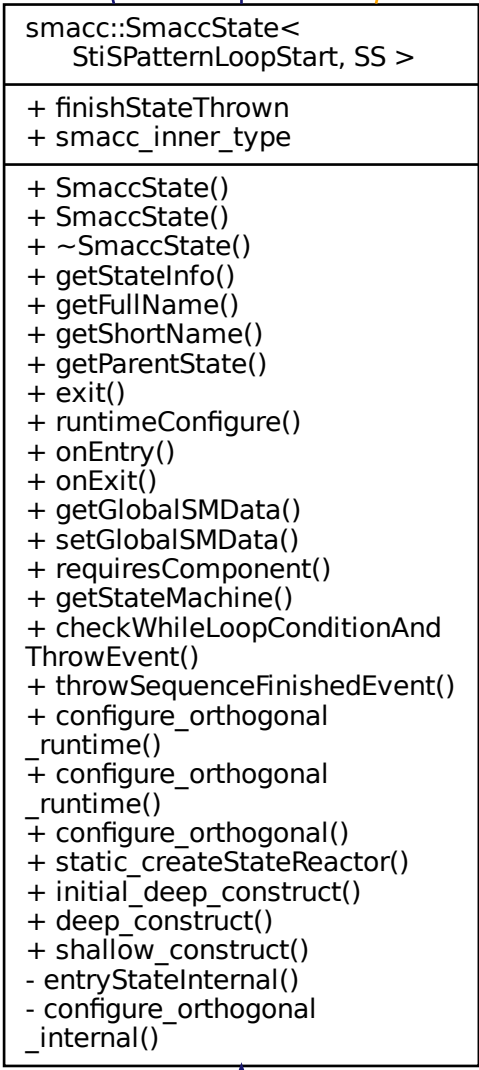 smacc::SmaccState<
StiSPatternLoopStart, SS >
+ finishStateThrown
+ smacc_inner_type
+ SmaccState()
+ SmaccState()
+ ~SmaccState()
+ getStateInfo()
+ getFullName()
+ getShortName()
+ getParentState()
+ exit()
+ runtimeConfigure()
+ onEntry()
+ onExit()
+ getGlobalSMData()
+ setGlobalSMData()
+ requiresComponent()
+ getStateMachine()
+ checkWhileLoopConditionAnd
ThrowEvent()
+ throwSequenceFinishedEvent()
+ configure_orthogonal
_runtime()
+ configure_orthogonal
_runtime()
+ configure_orthogonal()
+ static_createStateReactor()
+ initial_deep_construct()
+ deep_construct()
+ shallow_construct()
- entryStateInternal()
- configure_orthogonal
_internal()